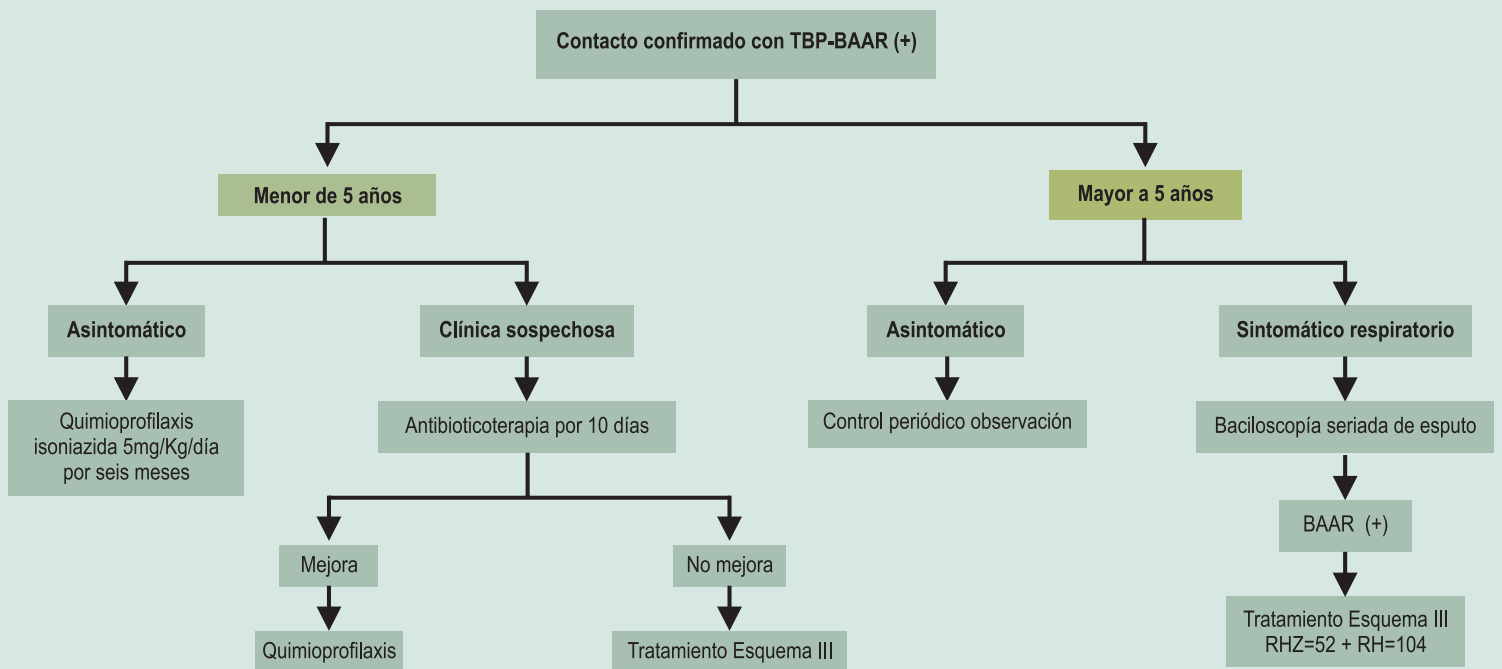 Contacto confirmado con TBP-BAAR (+)
Menor de 5 años
Mayor a 5 años
Asintomático
Clínica sospechosa
Asintomático
Sintomático respiratorio
Quimioprofilaxis
isoniazida 5mg/Kg/día
por seis meses
Antibioticoterapia por 10 días
Control periódico observación
Baciloscopía seriada de esputo
BAAR (+)
Mejora
No mejora
Quimioprofilaxis
Tratamiento Esquema III
Tratamiento Esquema III
RHZ=52 + RH=104